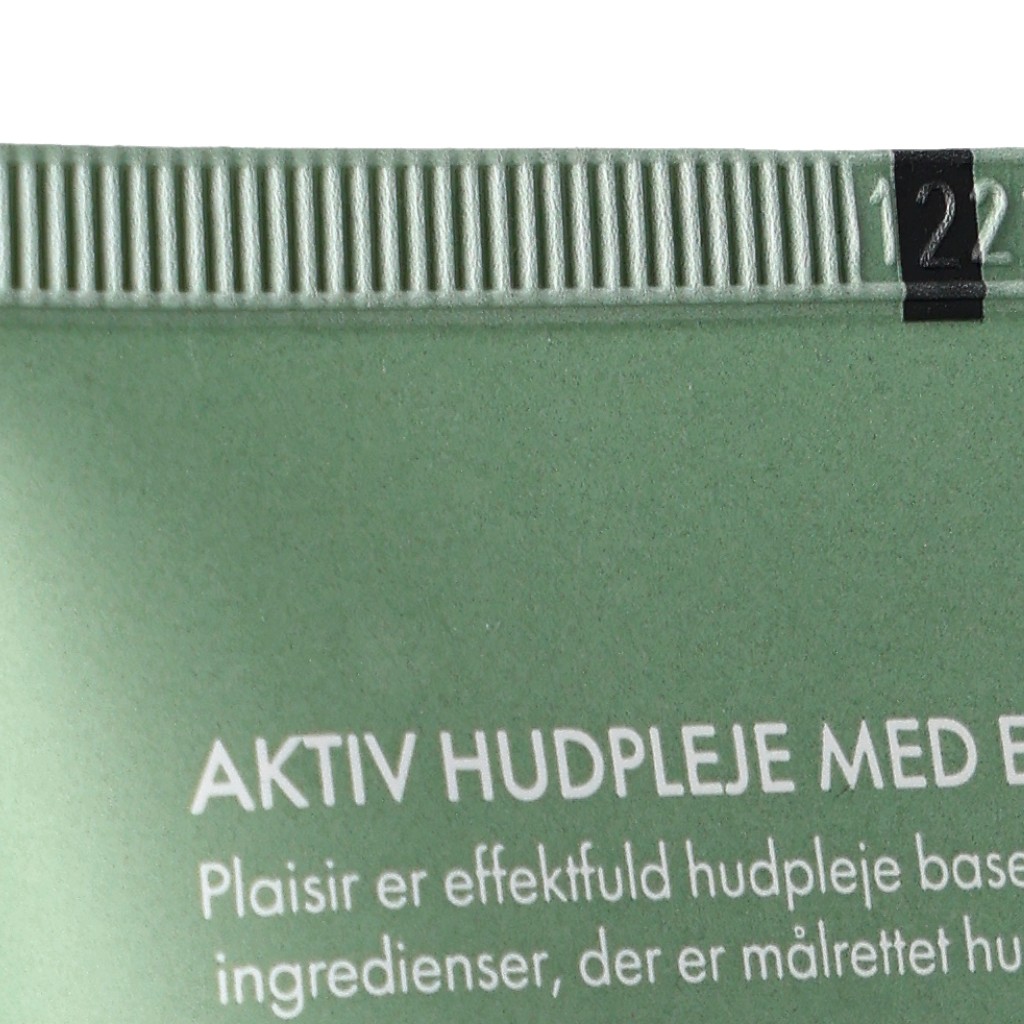 122
AKTIV HUDPLEJE MED
Plaisir er effektfuld hudpleje
ingredienser, der er målrettet